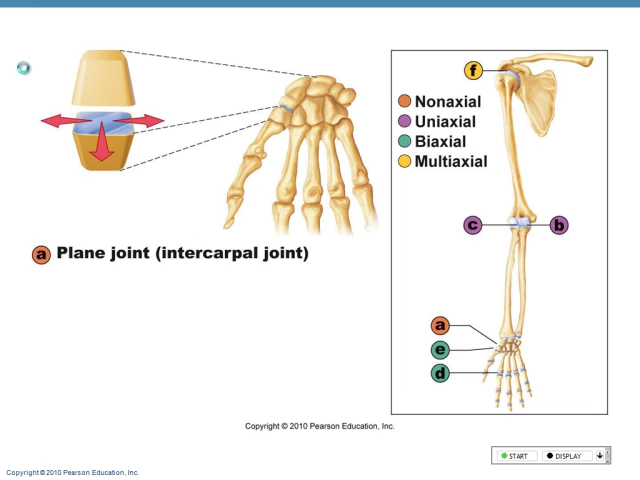 f
Nonaxial
Uniaxial
Biaxial
Multiaxial
c
b
a Plane joint (intercarpal joint)
a
e
d
Copyright © 2010 Pearson Education, Inc.
START
DISPLAY
Copyright © 2010 Pearson Education, Inc.